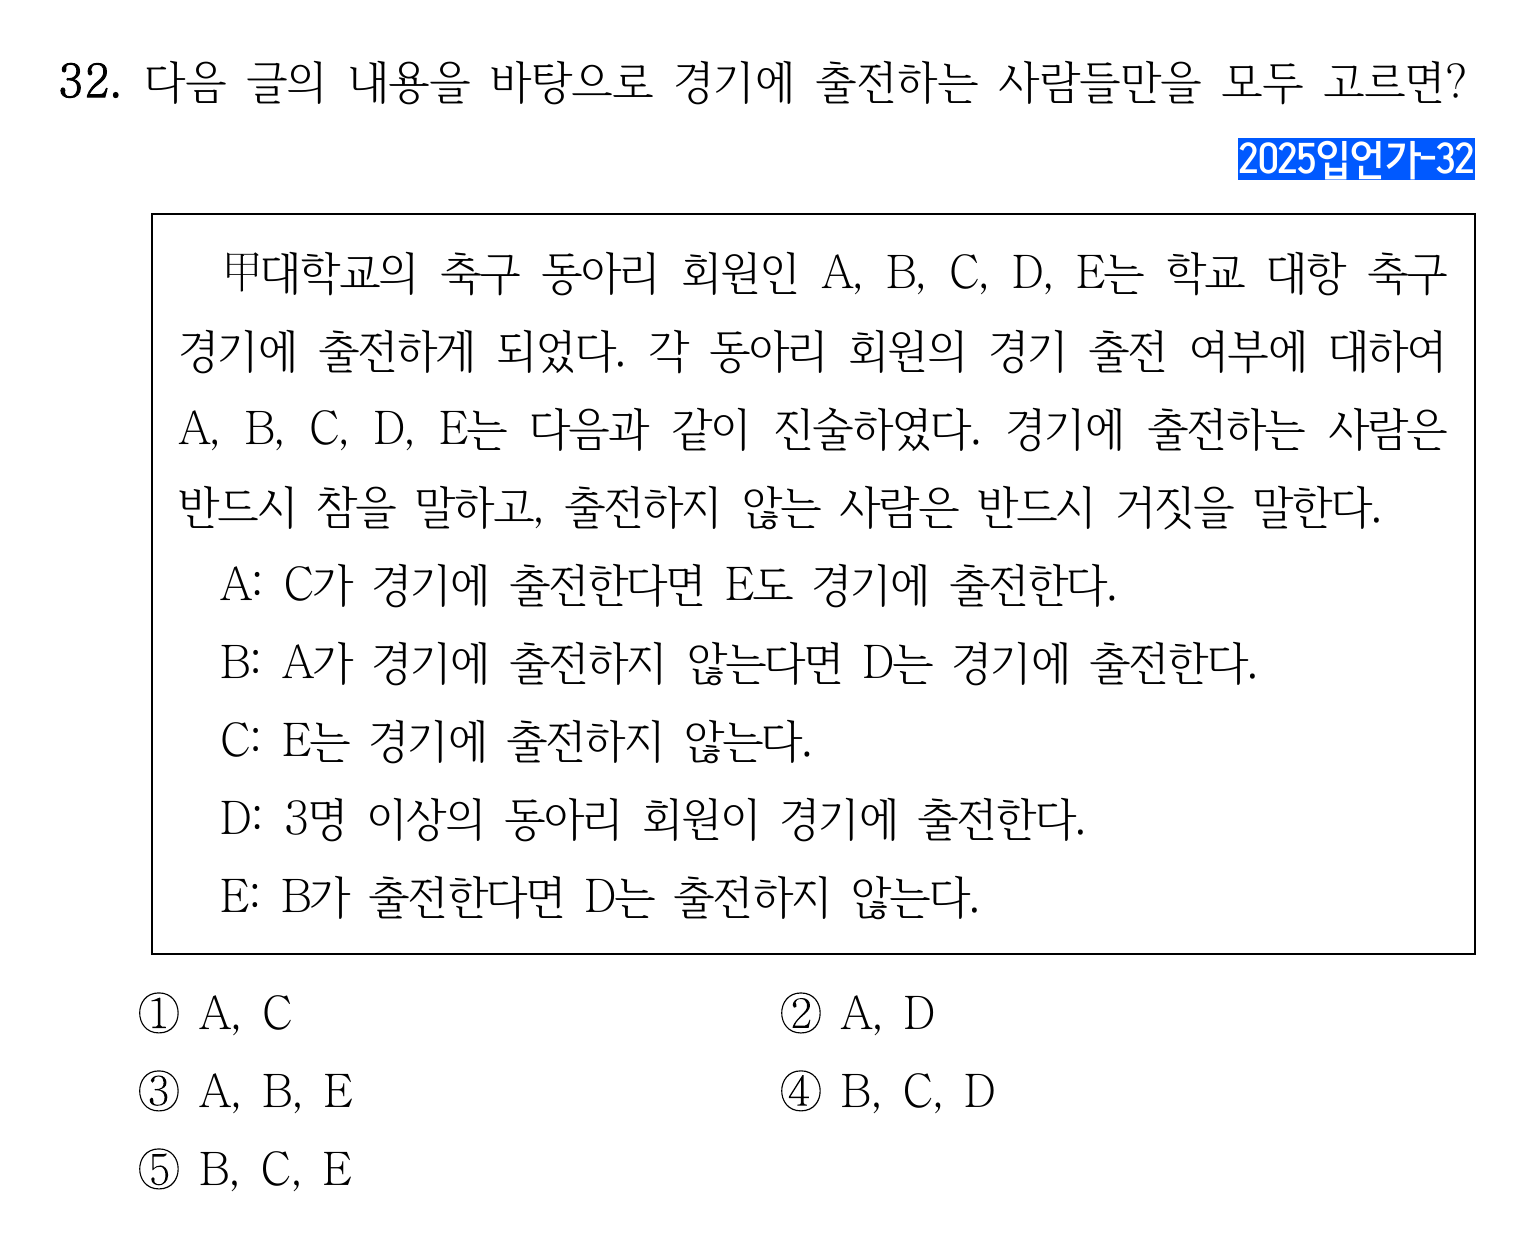 32. 다음 글의 내용을 바탕으로 경기에 출전하는 사람들만을 모두 고르면?
2025입언가-32
甲대학교의 축구 동아리 회원인 A, B, C, D, E는 학교 대항 축구
경기에 출전하게 되었다. 각 동아리 회원의 경기 출전 여부에 대하여
A, B, C, D, E는 다음과 같이 진술하였다. 경기에 출전하는 사람은
반드시 참을 말하고, 출전하지 않는 사람은 반드시 거짓을 말한다.
A: C가 경기에 출전한다면 E도 경기에 출전한다.
B: A가 경기에 출전하지 않는다면 D는 경기에 출전한다.
C: E는 경기에 출전하지 않는다.
D: 3명 이상의 동아리 회원이 경기에 출전한다.
E: B가 출전한다면 D는 출전하지 않는다.
① A, C ② A, D
③ A, B, E ④ B, C, D
⑤ B, C, E